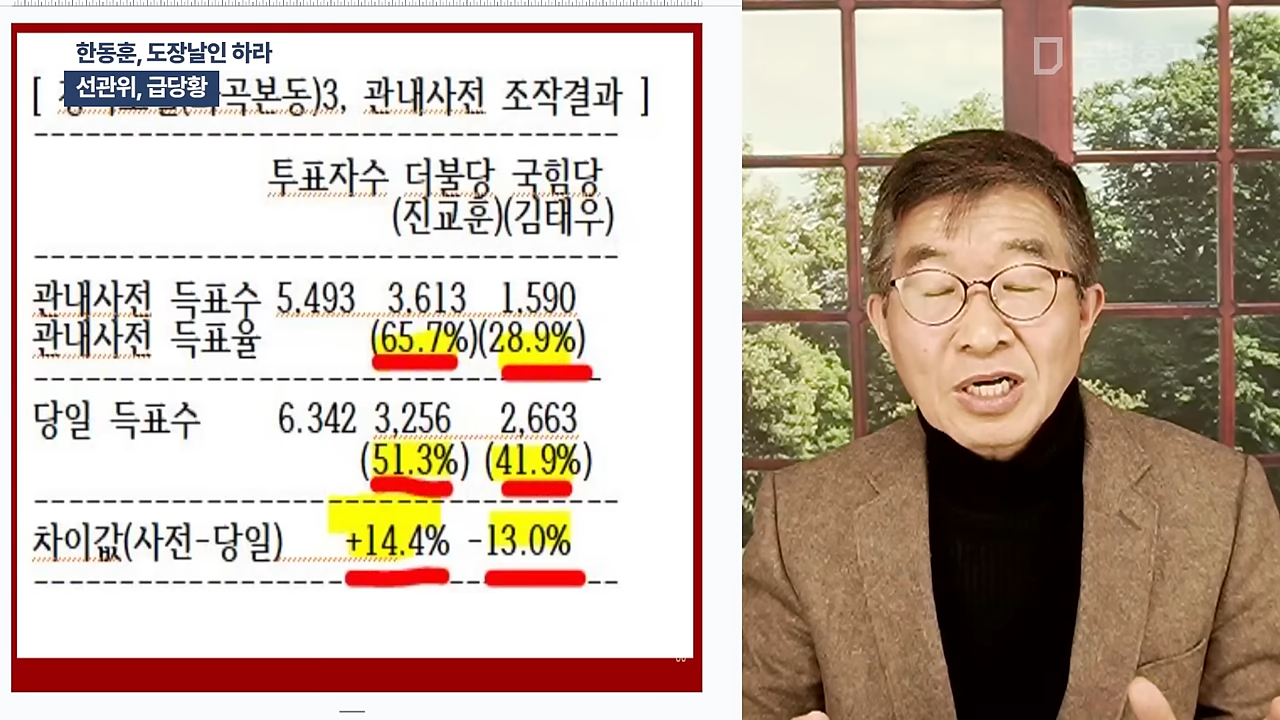 한동훈, 도장날인 하라
선관위, 급당황
곡본동)3, 관내사전 조작결과 ]
투표자수 더불당 국힘당
(진교훈)(김태우)
관내사전 득표수 5.493 3,613 1,590
관내사전 득표율 (65.7%)(28.9%)
당일 득표수 6.342 3,256 2,663
(51.3%) (41.9%)
차이값(사전-당일) +14.4% -13.0%